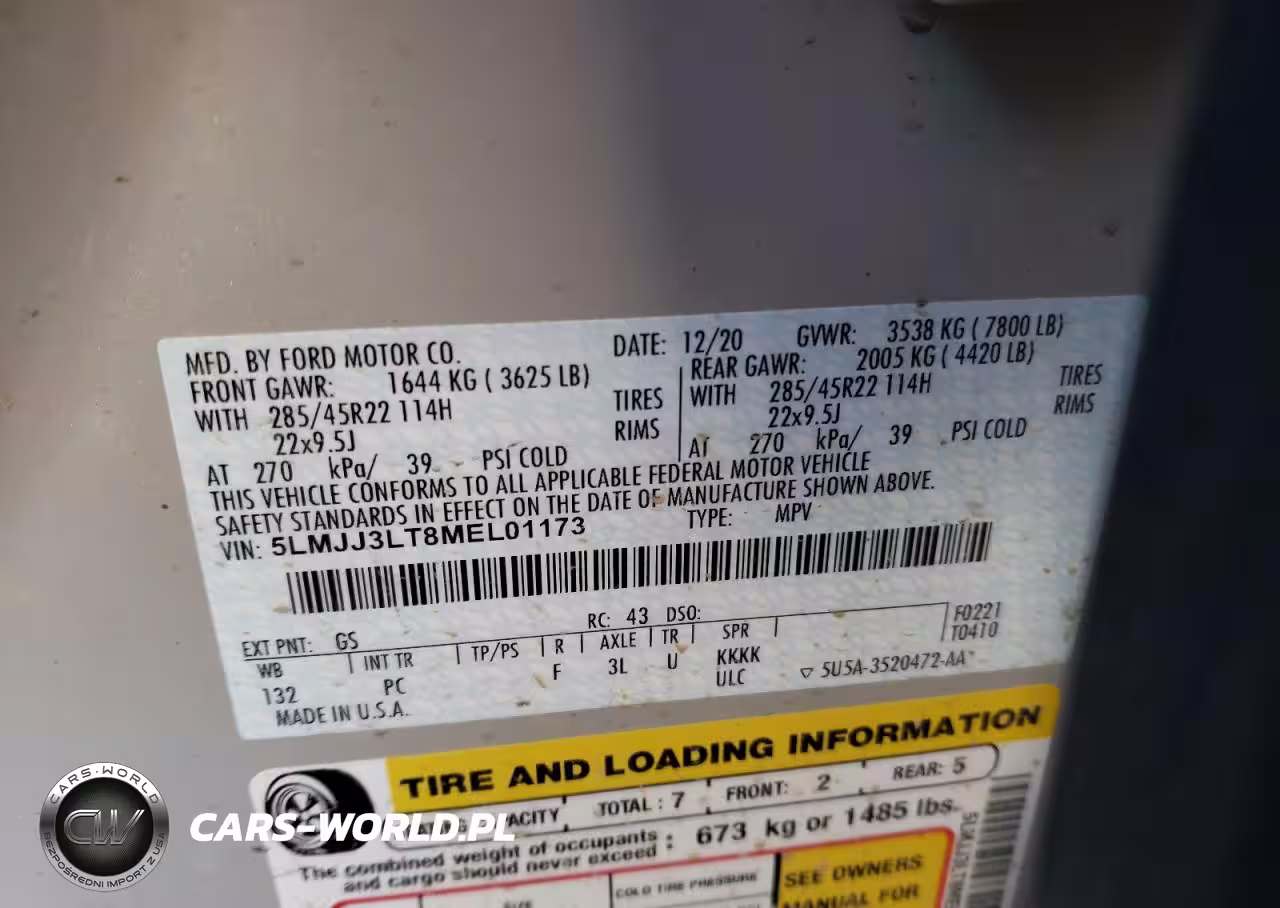 MFD. BY FORD MOTOR CO. DATE: 12/20 GVWR: 3538 KG ( 7800 LB)
FRONT GAWR: 1644 KG ( 3625 LB) REAR GAWR: 2005 KG ( 4420 LB)
WITH 285/45R22 114H TIRES WITH 285/45R22 114H TIRES
22x9.5J RIMS 22x9.5J RIMS
AT 270 kPa/ 39 PSI COLD AT 270 kPa/ 39 PSI COLD
THIS VEHICLE CONFORMS TO ALL APPLICABLE FEDERAL MOTOR VEHICLE
SAFETY STANDARDS IN EFFECT ON THE DATE OF MANUFACTURE SHOWN ABOVE.
VIN: 5LMJJ3LT8MEL01173 TYPE: MPV
EXT PNT: GS RC: 43 DSO: F0221
WB INT TR TP/PS R AXLE TR SPR T0410
132 PC F 3L U KKKK
ULC ▽ 5U5A-3520472-AA
MADE IN U.S.A.
TIRE AND LOADING INFORMATION
TOTAL : 7 FRONT: 2 REAR: 5
The combined weight of occupants
and cargo should never exceed : 673 kg or 1485 lbs.
COLD TIRE PRESSURE SEE OWNERS
MANUAL FOR
CARS-WORLD
CW
BEZPOŚREDNI IMPORT Z USA
CARS-WORLD.PL